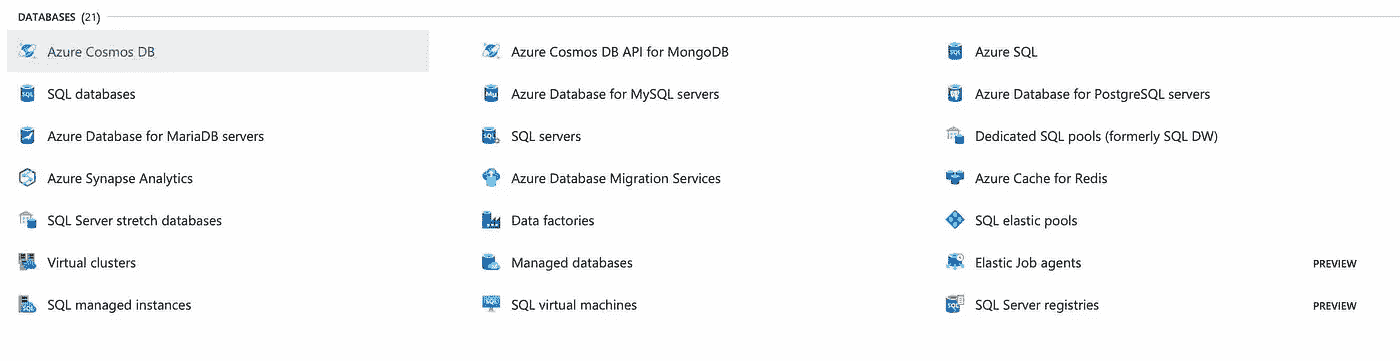 DATABASES (21)
Azure Cosmos DB
Azure Cosmos DB API for MongoDB
Azure SQL
SQL databases
Azure Database for MySQL servers
Azure Database for PostgreSQL servers
Azure Database for MariaDB servers
SQL servers
Dedicated SQL pools (formerly SQL DW)
Azure Synapse Analytics
Azure Database Migration Services
Azure Cache for Redis
SQL Server stretch databases
Data factories
SQL elastic pools
Virtual clusters
Managed databases
Elastic Job agents PREVIEW
SQL managed instances
SQL virtual machines
SQL Server registries PREVIEW